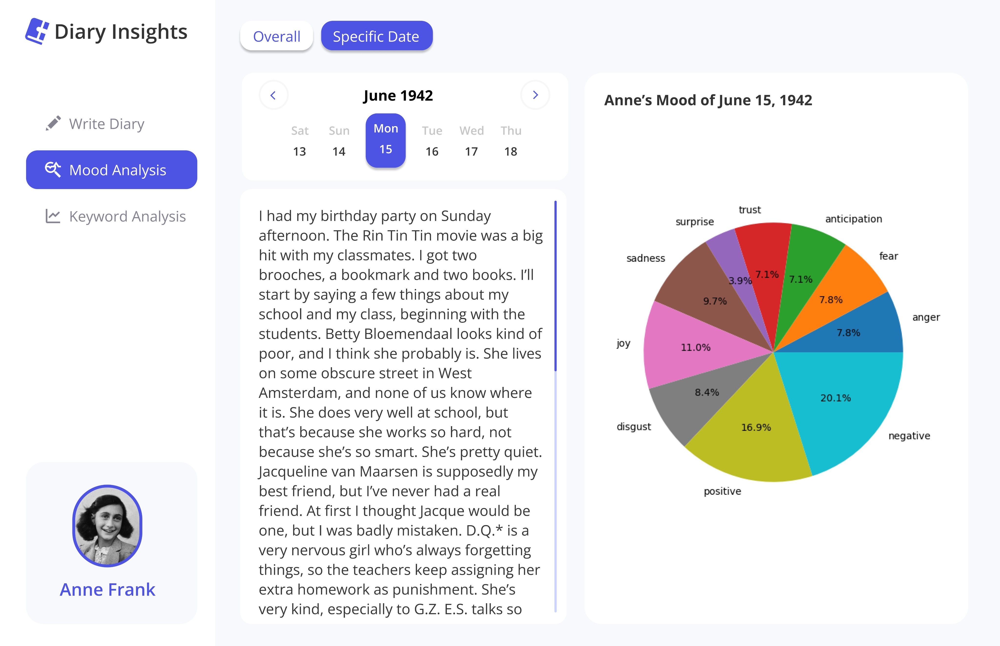 Diary Insights
Write Diary
Mood Analysis
Keyword Analysis
Anne Frank
Overall
Specific Date
June 1942
Sat Sun Mon Tue Wed Thu
13 14 15 16 17 18
I had my birthday party on Sunday
afternoon. The Rin Tin Tin movie was a big
hit with my classmates. I got two
brooches, a bookmark and two books. I’ll
start by saying a few things about my
school and my class, beginning with the
students. Betty Bloemendaal looks kind of
poor, and I think she probably is. She lives
on some obscure street in West
Amsterdam, and none of us know where
it is. She does very well at school, but
that’s because she works so hard, not
because she’s so smart. She’s pretty quiet.
Jacqueline van Maarsen is supposedly my
best friend, but I’ve never had a real
friend. At first I thought Jacque would be
one, but I was badly mistaken. D.Q.* is a
very nervous girl who’s always forgetting
things, so the teachers keep assigning her
extra homework as punishment. She’s
very kind, especially to G.Z. E.S. talks so
Anne’s Mood of June 15, 1942
trust
7.1%
anticipation
7.1%
fear
7.8%
anger
7.8%
negative
20.1%
positive
16.9%
disgust
8.4%
joy
11.0%
sadness
9.7%
surprise
3.9%